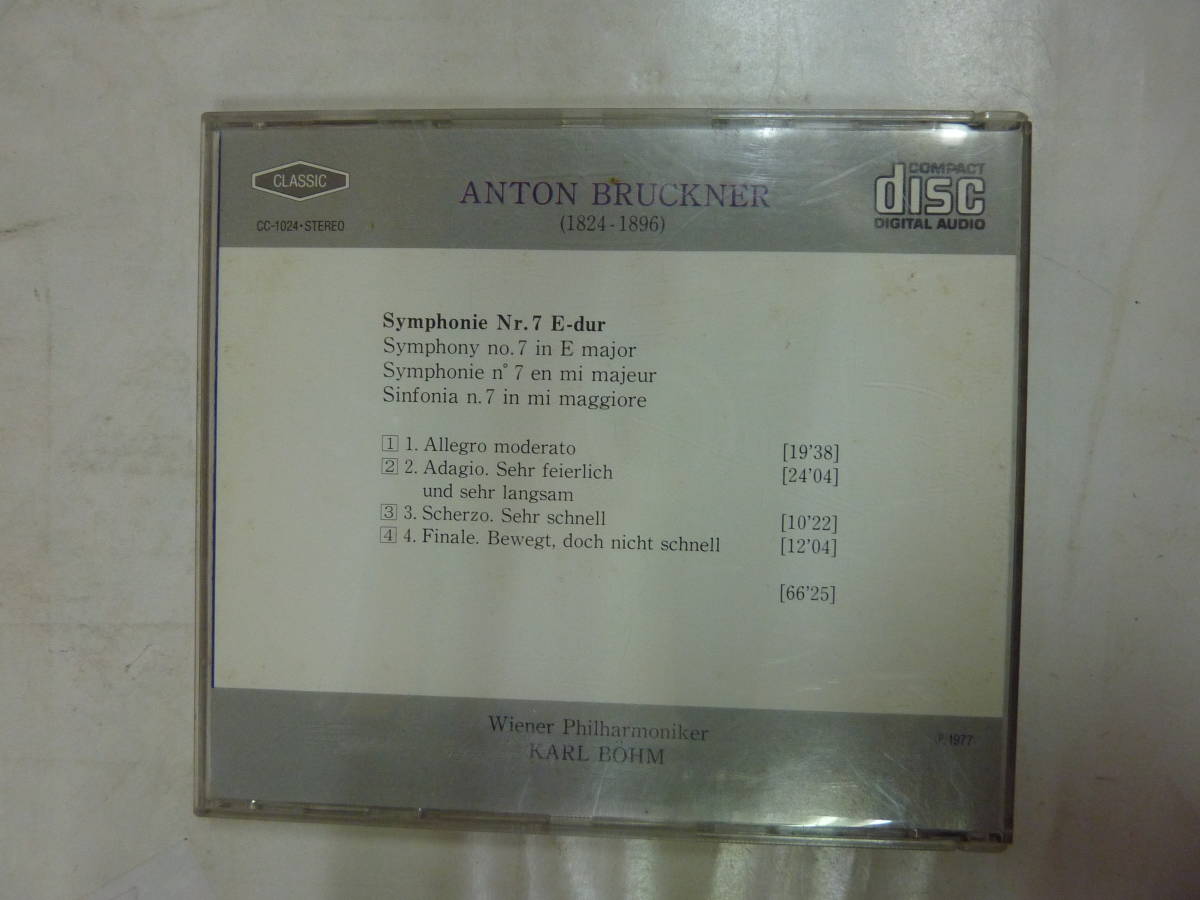 CLASSIC
CC-1024・STEREO
ANTON BRUCKNER
(1824-1896)
COMPACT
disc
DIGITAL AUDIO
Symphonie Nr. 7 E-dur
Symphony no. 7 in E major
Symphonie n° 7 en mi majeur
Sinfonia n. 7 in mi maggiore
1 1. Allegro moderato [19'38]
2 2. Adagio. Sehr feierlich [24'04]
und sehr langsam
3 3. Scherzo. Sehr schnell [10'22]
4 4. Finale. Bewegt, doch nicht schnell [12'04]
[66'25]
Wiener Philharmoniker
KARL BÖHM
℗ 1977